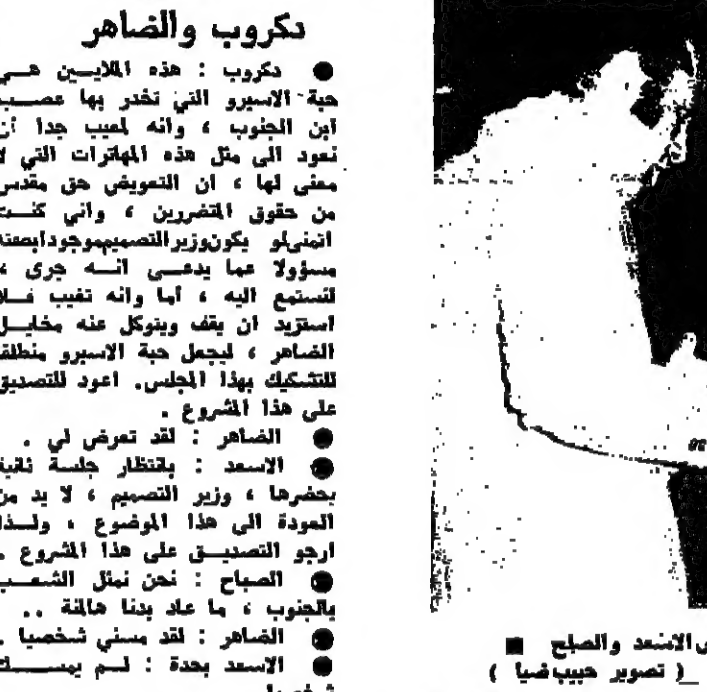 دكروب والضاهر
● دكروب : هذه الملايين هي
حبة الاسبرو التي تخدر بها عصب
ابن الجنوب ، وانه لمعيب جدا أن
نعود الى مثل هذه المهاترات التي لا
معنى لها ، ان التعويض حق مقدس
من حقوق المتضررين ، واني كنت
اتمنى لو يكون وزير التصميم موجودا بصفته
مسؤولا عما يدعى انه جرى ،
لنستمع اليه ، أما وانه تغيب فلا
استزيد ان يقف ويتوكل عنه مخايل
الضاهر ، ليجعل حبة الاسبرو منطلقا
للتشكيك بهذا المجلس. اعود للتصديق
على هذا المشروع .
● الضاهر : لقد تعرض لي .
● الاسعد : بانتظار جلسة ثانية
يحضرها ، وزير التصميم ، لا بد من
العودة الى هذا الموضوع ، ولذا
ارجو التصديق على هذا المشروع .
● الصباح : نحن نمثل الشعب
بالجنوب ، ما عاد بدنا هالمنة ..
● الضاهر : لقد مسني شخصيا .
● الاسعد بحدة : لم يمسك
الاسعد والصلح ■
( تصوير حبيب ضيا )